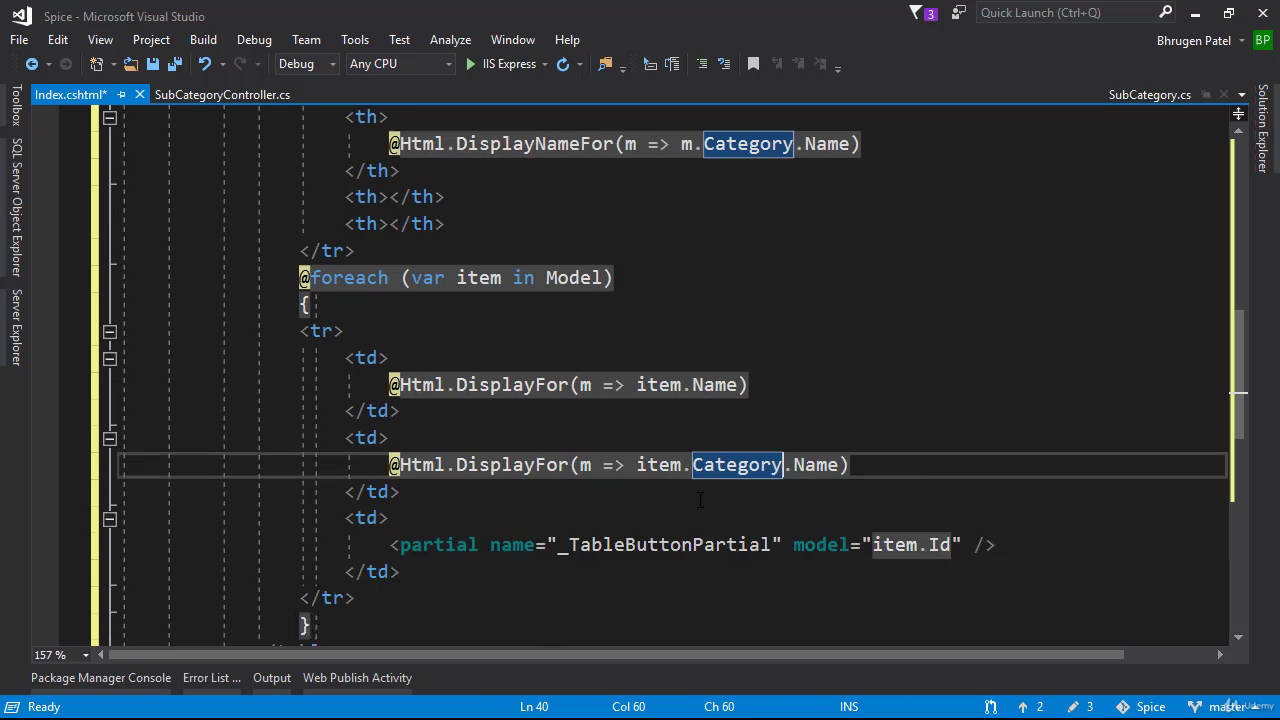 Spice - Microsoft Visual Studio
3
Quick Launch (Ctrl+Q)
File Edit View Project Build Debug Team Tools Test Analyze Window Help
Bhrugen Patel BP
Debug Any CPU IIS Express
Index.cshtml* SubCategoryController.cs SubCategory.cs
Toolbox
SQL Server Object Explorer
Server Explorer
Solution Explorer
<th>
@Html.DisplayNameFor(m => m.Category.Name)
</th>
<th></th>
<th></th>
</tr>
@foreach (var item in Model)
{
<tr>
<td>
@Html.DisplayFor(m => item.Name)
</td>
<td>
@Html.DisplayFor(m => item.Category.Name)
</td>
<td>
<partial name="_TableButtonPartial" model="item.Id" />
</td>
</tr>
}
157 %
Package Manager Console Error List ... Output Web Publish Activity
Ready Ln 40 Col 60 Ch 60 INS 2 3 Spice master
Udemy